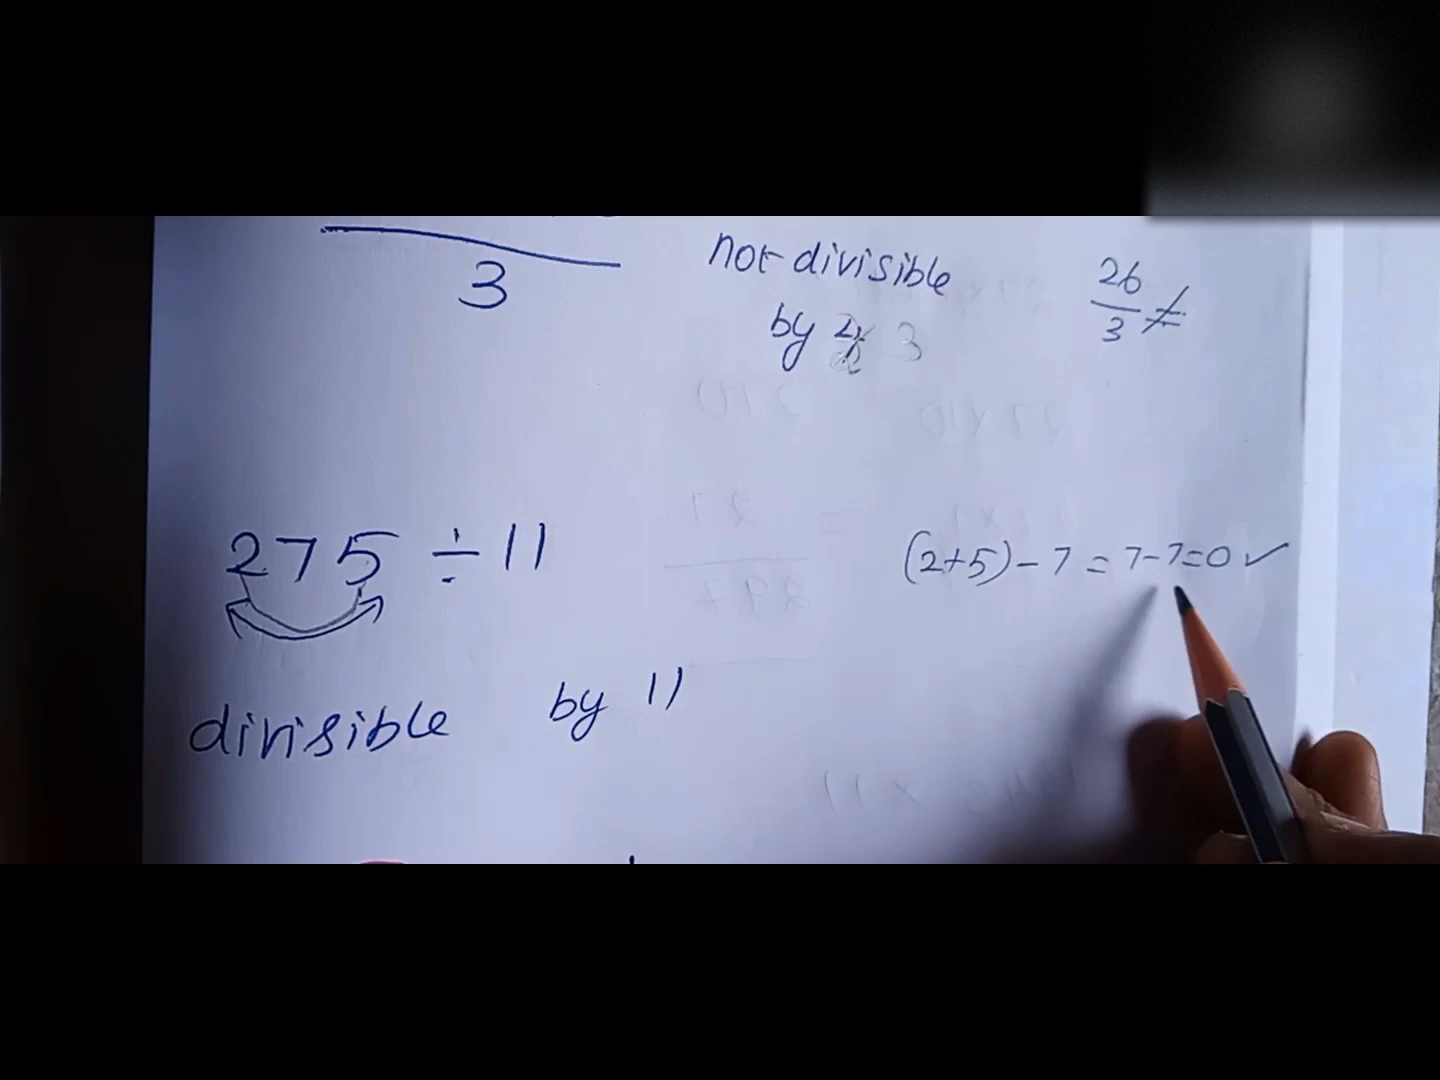 3
not divisible
by 3
26
3 ≠
275 ÷ 11
(2+5) - 7 = 7-7=0 ✓
divisible by 11